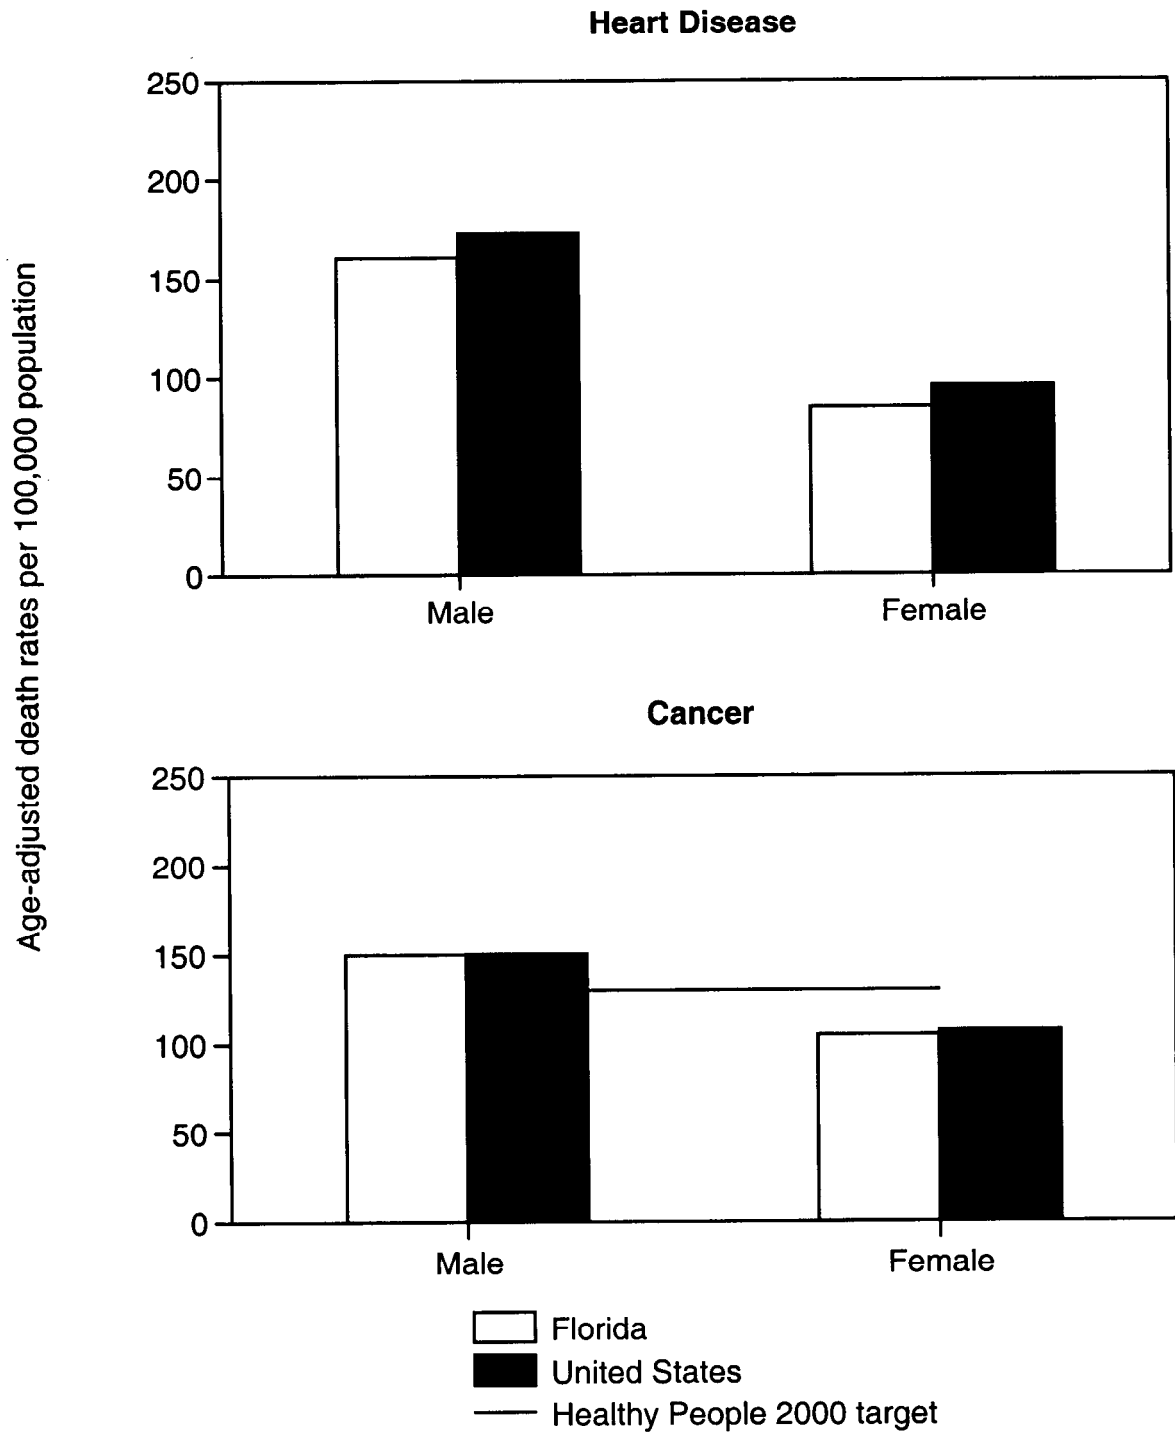 Heart Disease
Age-adjusted death rates per 100,000 population
250
200
150
100
50
0
Male Female
Cancer
250
200
150
100
50
0
Male Female
Florida
United States
Healthy People 2000 target